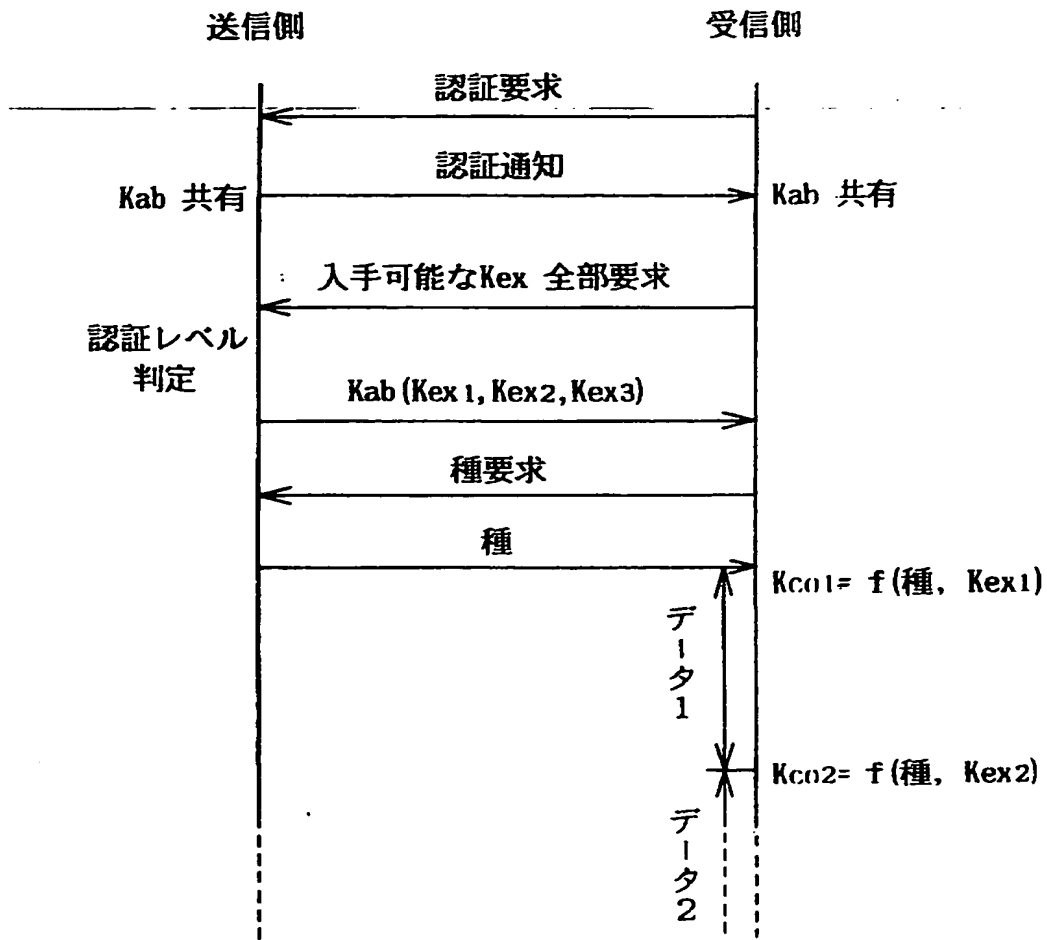 送信側
受信側
認証要求
認証通知
Kab 共有
Kab 共有
入手可能なKex 全部要求
認証レベル
判定
Kab(Kex1,Kex2,Kex3)
種要求
種
Kco1= f(種, Kex1)
データ1
Kco2= f(種, Kex2)
データ2